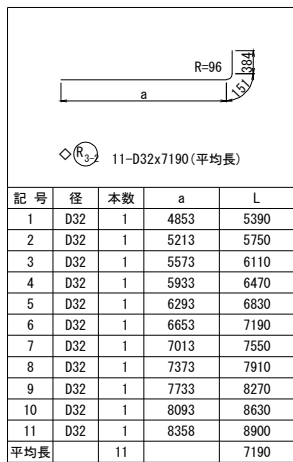 R=96
384
151
a
◇ R3-2 11-D32x7190(平均長)
記 号 径 本数 a L
1 D32 1 4853 5390
2 D32 1 5213 5750
3 D32 1 5573 6110
4 D32 1 5933 6470
5 D32 1 6293 6830
6 D32 1 6653 7190
7 D32 1 7013 7550
8 D32 1 7373 7910
9 D32 1 7733 8270
10 D32 1 8093 8630
11 D32 1 8358 8900
平均長 11 7190